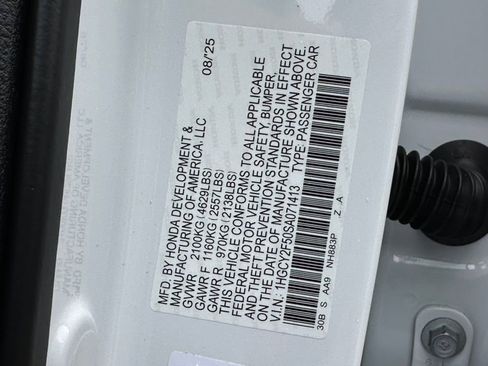 08/25
MFD. BY HONDA DEVELOPMENT &
MANUFACTURING OF AMERICA, LLC
GVWR 2100KG (4629LBS)
GAWR F 1160KG (2557LBS)
GAWR R 970KG (2138LBS)
THIS VEHICLE CONFORMS TO ALL APPLICABLE
FEDERAL MOTOR VEHICLE SAFETY, BUMPER,
AND THEFT PREVENTION STANDARDS IN EFFECT
ON THE DATE OF MANUFACTURE SHOWN ABOVE.
V.I.N. 1HGCY2F50SA071413 TYPE: PASSENGER CAR
30B S AA9 NH883P Z A